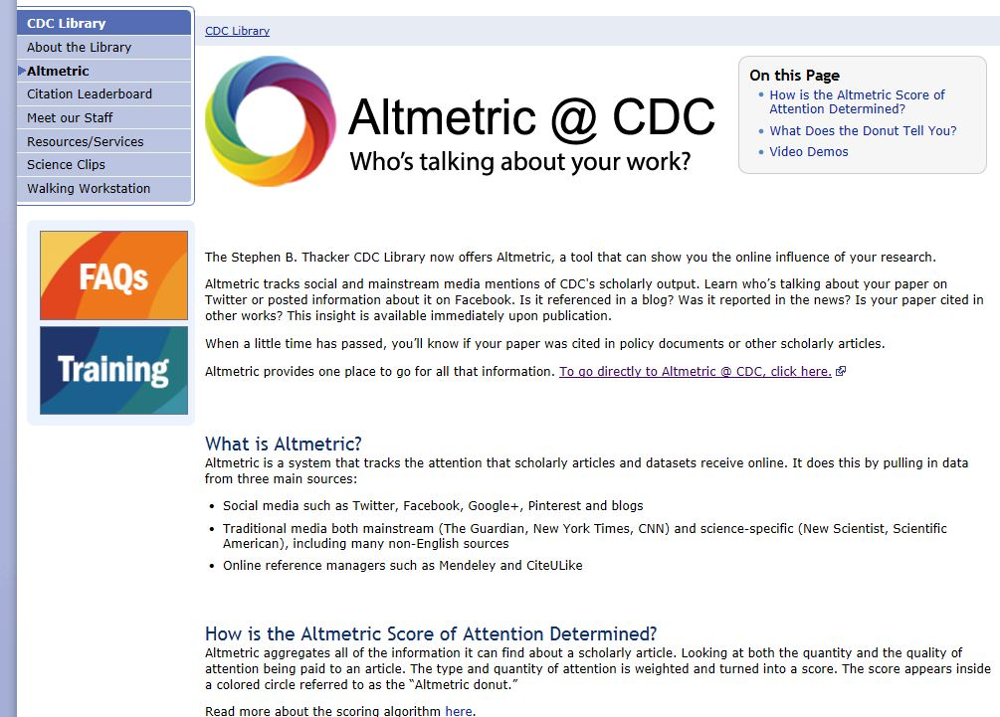 CDC Library
About the Library
Altmetric
Citation Leaderboard
Meet our Staff
Resources/Services
Science Clips
Walking Workstation
FAQs
Training
CDC Library
Altmetric @ CDC
Who's talking about your work?
On this Page
How is the Altmetric Score of
Attention Determined?
What Does the Donut Tell You?
Video Demos
The Stephen B. Thacker CDC Library now offers Altmetric, a tool that can show you the online influence of your research.
Altmetric tracks social and mainstream media mentions of CDC's scholarly output. Learn who's talking about your paper on
Twitter or posted information about it on Facebook. Is it referenced in a blog? Was it reported in the news? Is your paper cited in
other works? This insight is available immediately upon publication.
When a little time has passed, you'll know if your paper was cited in policy documents or other scholarly articles.
Altmetric provides one place to go for all that information. To go directly to Altmetric @ CDC, click here.
What is Altmetric?
Altmetric is a system that tracks the attention that scholarly articles and datasets receive online. It does this by pulling in data
from three main sources:
• Social media such as Twitter, Facebook, Google+, Pinterest and blogs
• Traditional media both mainstream (The Guardian, New York Times, CNN) and science-specific (New Scientist, Scientific
American), including many non-English sources
• Online reference managers such as Mendeley and CiteULike
How is the Altmetric Score of Attention Determined?
Altmetric aggregates all of the information it can find about a scholarly article. Looking at both the quantity and the quality of
attention being paid to an article. The type and quantity of attention is weighted and turned into a score. The score appears inside
a colored circle referred to as the "Altmetric donut."
Read more about the scoring algorithm here.